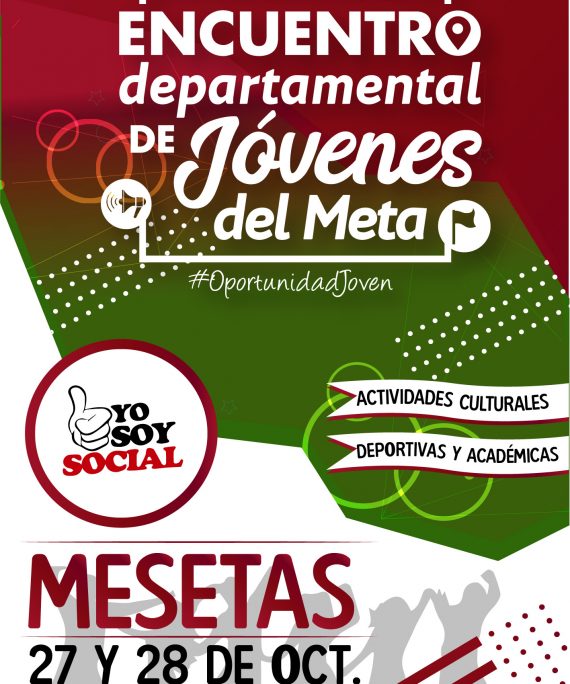 ENCUENTRO
departamental
DE Jóvenes
del Meta
#OportunidadJoven
YO
SOY
SOCIAL
ACTIVIDADES CULTURALES
DEPORTIVAS Y ACADÉMICAS
MESETAS
27 Y 28 DE OCT.